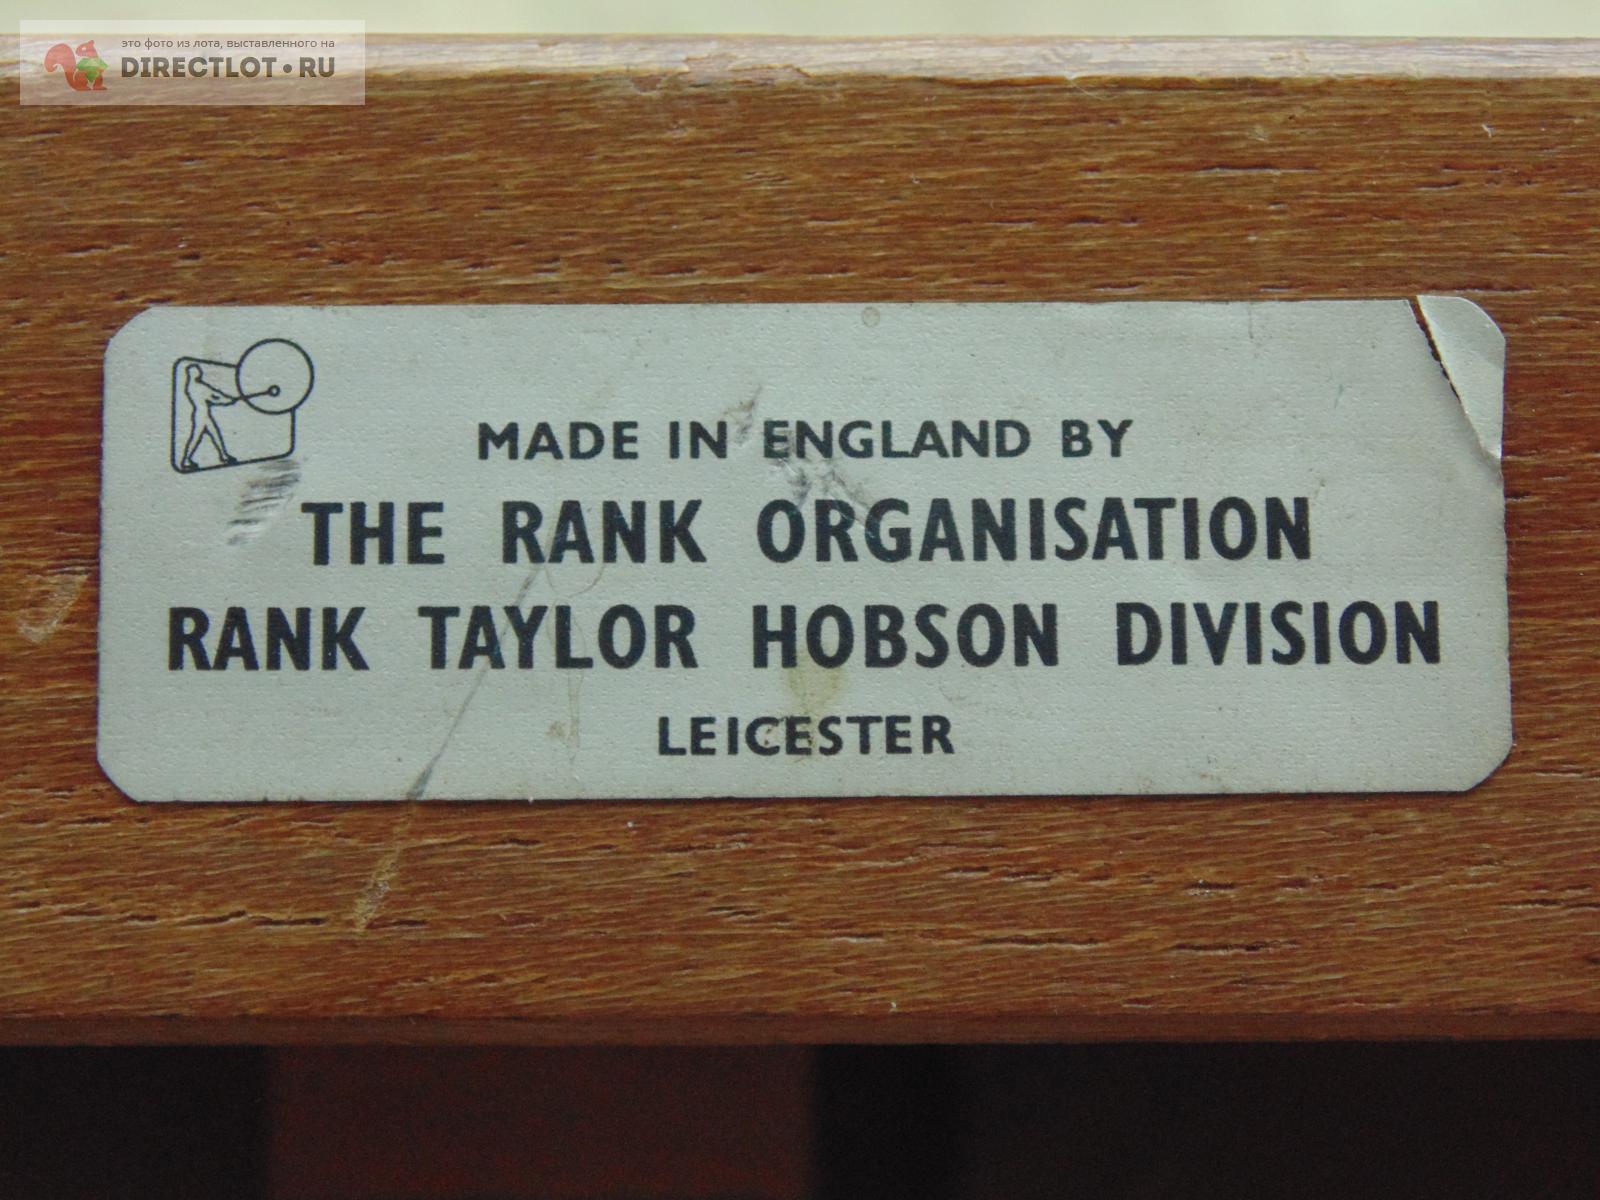 это фото из лота, выставленного на
DIRECTLOT•RU
MADE IN ENGLAND BY
THE RANK ORGANISATION
RANK TAYLOR HOBSON DIVISION
LEICESTER